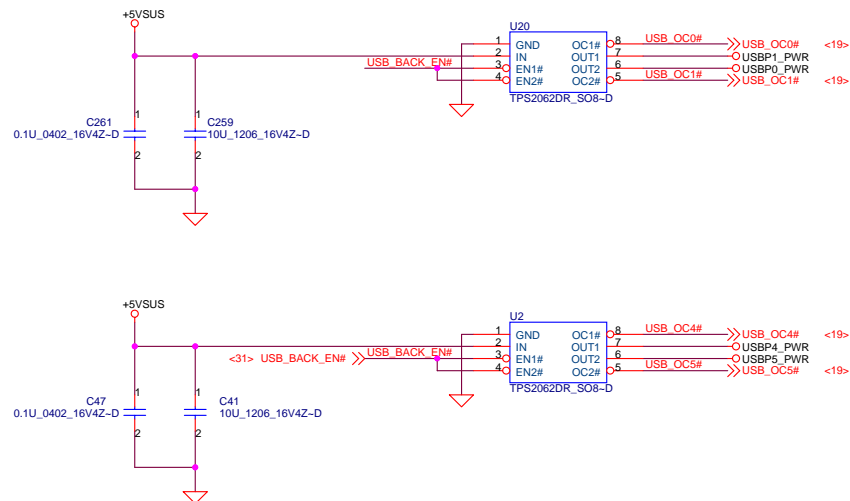 +5VSUS
U20
1 GND OC1# 8 USB_OC0# USB_OC0# <19>
2 IN OUT1 7 USBP1_PWR
USB_BACK_EN# 3 EN1# OUT2 6 USBP0_PWR
4 EN2# OC2# 5 USB_OC1# USB_OC1# <19>
TPS2062DR_SO8~D
1 1
C261 C259
0.1U_0402_16V4Z~D 10U_1206_16V4Z~D
2 2
+5VSUS
U2
1 GND OC1# 8 USB_OC4# USB_OC4# <19>
2 IN OUT1 7 USBP4_PWR
<31> USB_BACK_EN# USB_BACK_EN# 3 EN1# OUT2 6 USBP5_PWR
4 EN2# OC2# 5 USB_OC5# USB_OC5# <19>
TPS2062DR_SO8~D
1 1
C47 C41
0.1U_0402_16V4Z~D 10U_1206_16V4Z~D
2 2